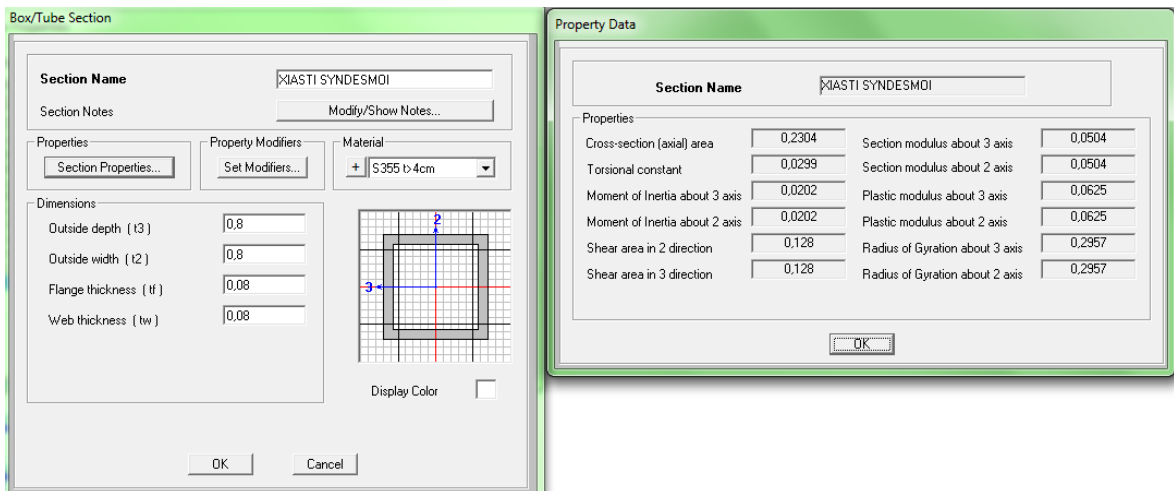 Box/Tube Section
Section Name XIASTI SYNDESMOI
Section Notes Modify/Show Notes...
Properties Property Modifiers Material
Section Properties... Set Modifiers... + S355 t>4cm
Dimensions
Outside depth ( t3 ) 0,8
Outside width ( t2 ) 0,8
Flange thickness ( tf ) 0,08
Web thickness ( tw ) 0,08
2
3
Display Color
OK Cancel
Property Data
Section Name XIASTI SYNDESMOI
Properties
Cross-section (axial) area 0,2304 Section modulus about 3 axis 0,0504
Torsional constant 0,0299 Section modulus about 2 axis 0,0504
Moment of Inertia about 3 axis 0,0202 Plastic modulus about 3 axis 0,0625
Moment of Inertia about 2 axis 0,0202 Plastic modulus about 2 axis 0,0625
Shear area in 2 direction 0,128 Radius of Gyration about 3 axis 0,2957
Shear area in 3 direction 0,128 Radius of Gyration about 2 axis 0,2957
OK